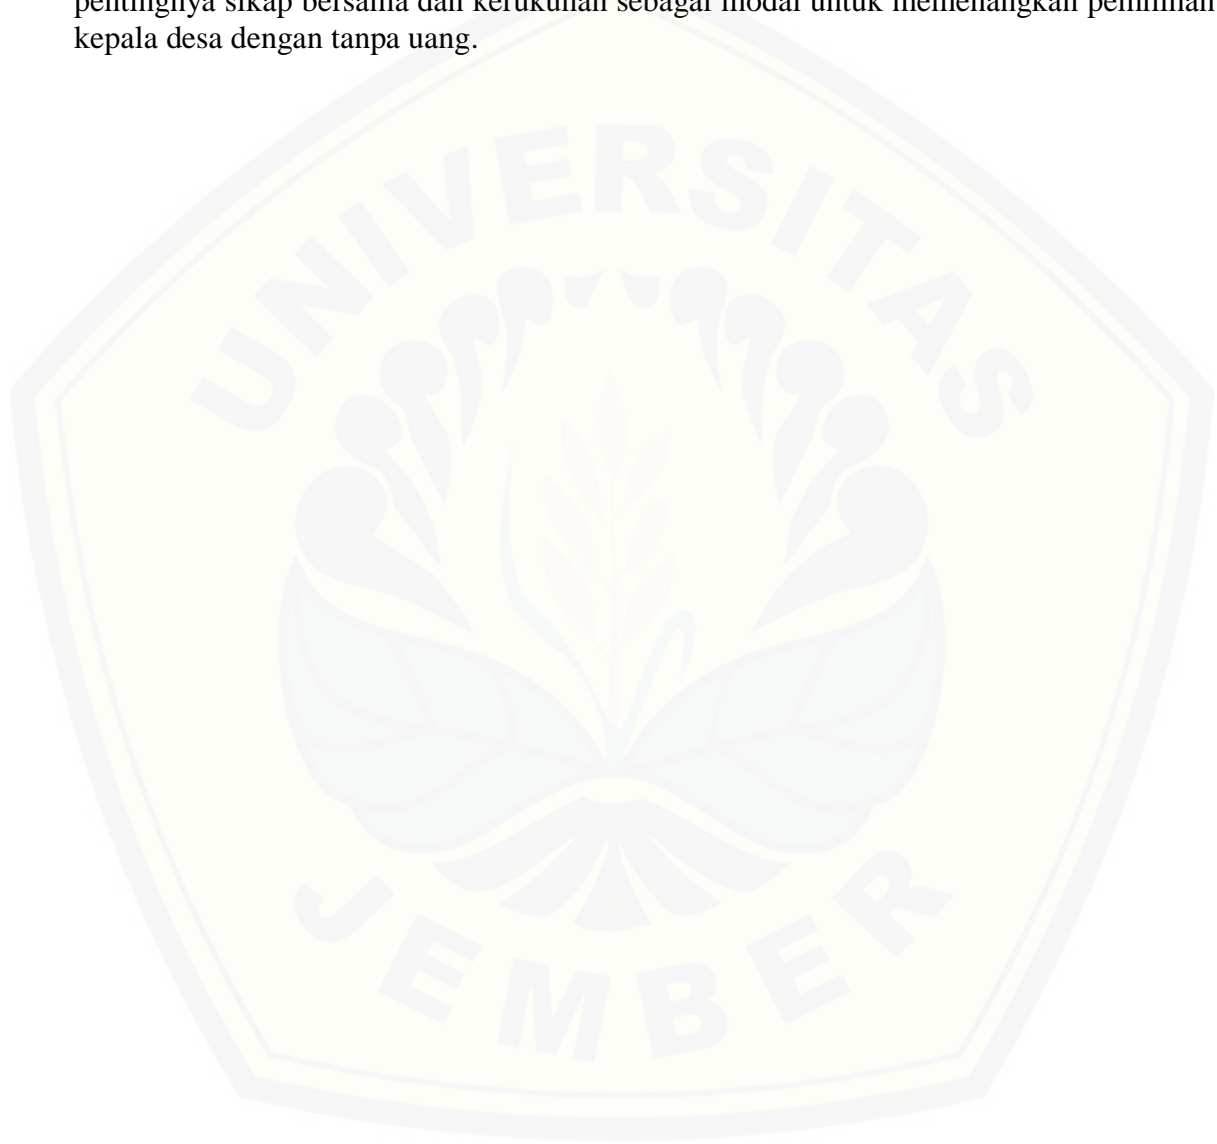 pentingnya sikap bersama dan kerukunan sebagai modal untuk memenangkan pemilihan
kepala desa dengan tanpa uang.
UNIVERSITAS
JEMBER